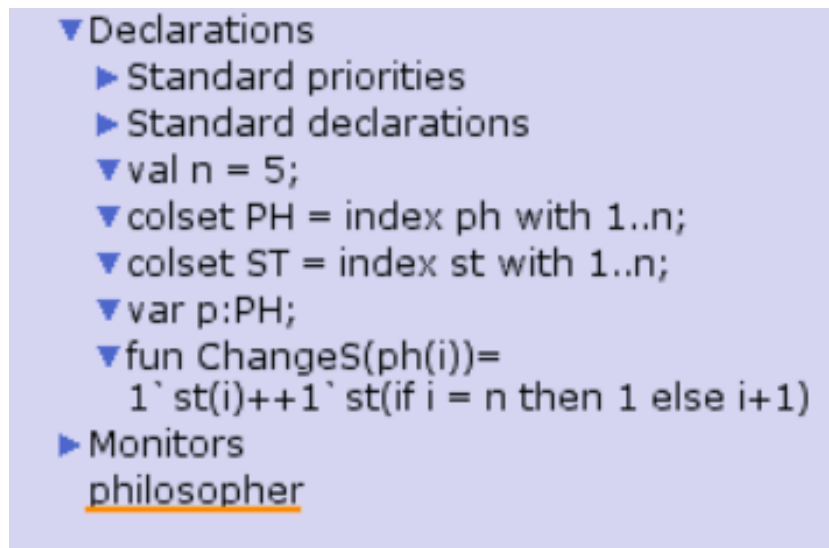 Declarations
Standard priorities
Standard declarations
val n = 5;
colset PH = index ph with 1..n;
colset ST = index st with 1..n;
var p:PH;
fun ChangeS(ph(i))=
1`st(i)++1`st(if i = n then 1 else i+1)
Monitors
philosopher